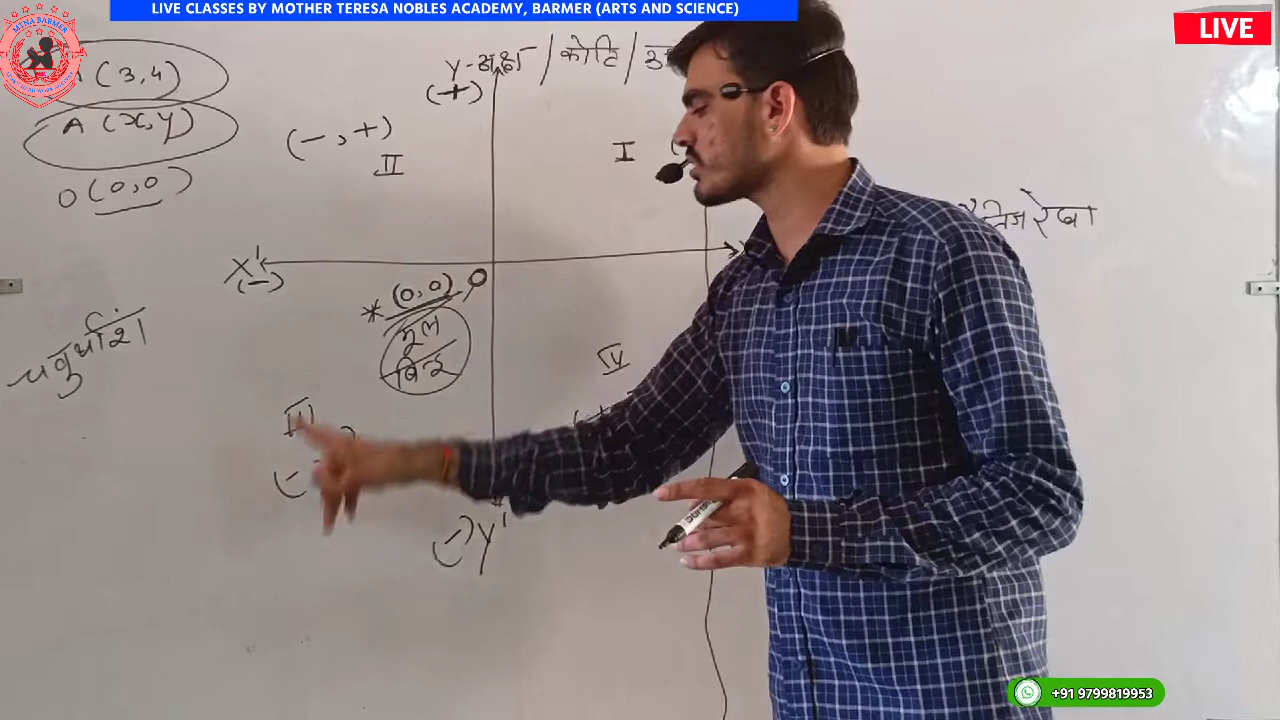 LIVE CLASSES BY MOTHER TERESA NOBLES ACADEMY, BARMER (ARTS AND SCIENCE)
LIVE
(3,4)
A (x,y)
O(0,0)
y-अक्ष / कोटि /
(+)
(-,+)
II
I
रेखा
X'
(-)
* (0,0) O
मूल
बिन्दु
चतुर्थांश
IV
III
(-
(-) y'
+91 9799819953